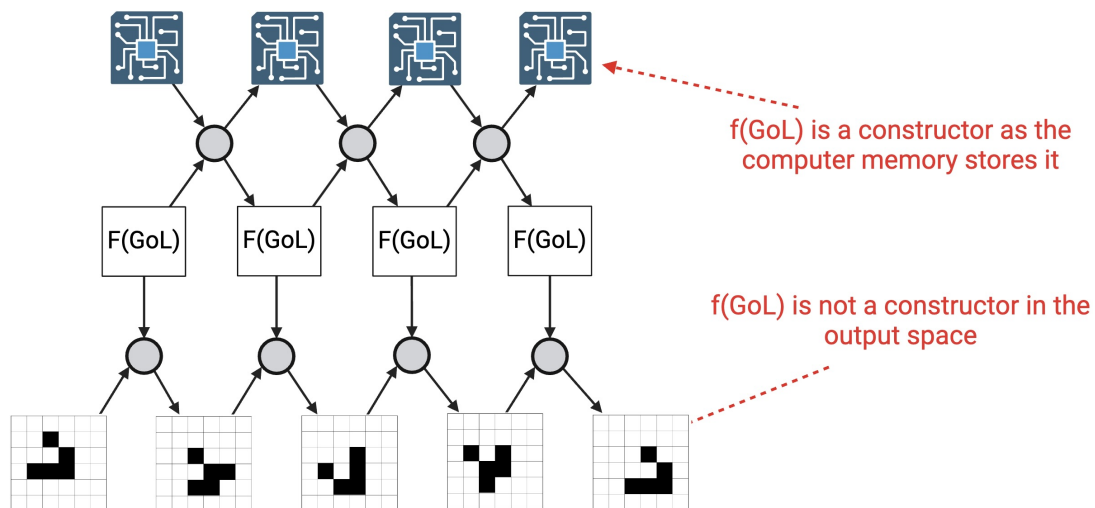 f(GoL) is a constructor as the
computer memory stores it
F(GoL)
F(GoL)
F(GoL)
F(GoL)
f(GoL) is not a constructor in the
output space